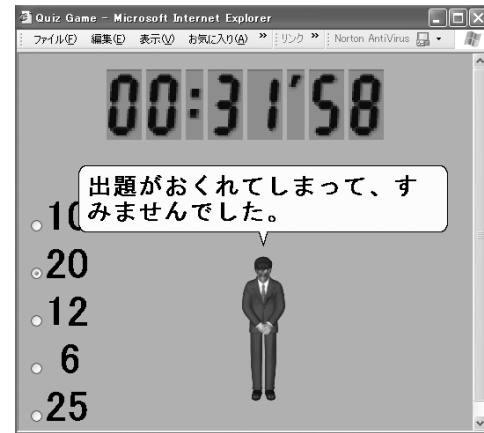 Quiz Game - Microsoft Internet Explorer
ファイル(F) 編集(E) 表示(V) お気に入り(A) » リンク » Norton AntiVirus
00:31'58
出題がおくれてしまって、す
みませんでした。
10
20
12
6
25